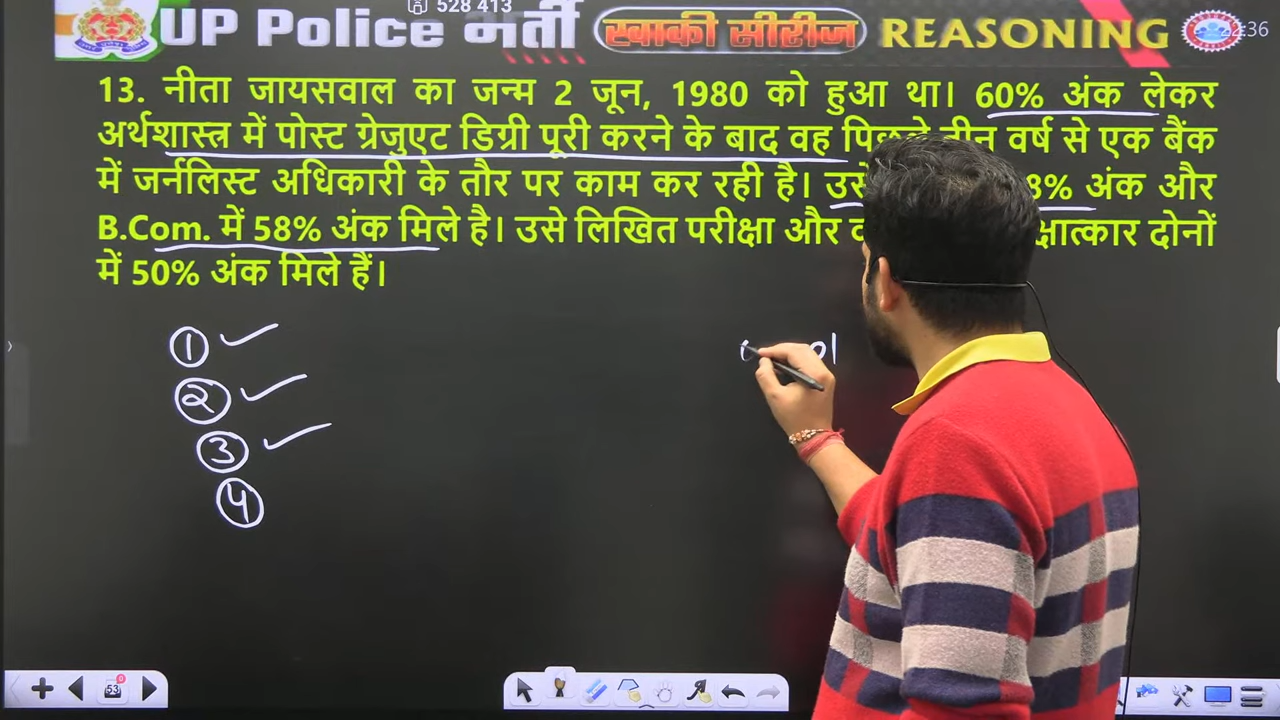 528 413
UP Police भर्ती खाकी सीरीज REASONING
:36
13. नीता जायसवाल का जन्म 2 जून, 1980 को हुआ था। 60% अंक लेकर
अर्थशास्त्र में पोस्ट ग्रेजुएट डिग्री पूरी करने के बाद वह वर्ष से एक बैंक
में जर्नलिस्ट अधिकारी के तौर पर काम कर रही है। 8% अंक और
B.Com. में 58% अंक मिले है। उसे लिखित परीक्षा और दोनों
में 50% अंक मिले हैं।
1
2
3
4
53